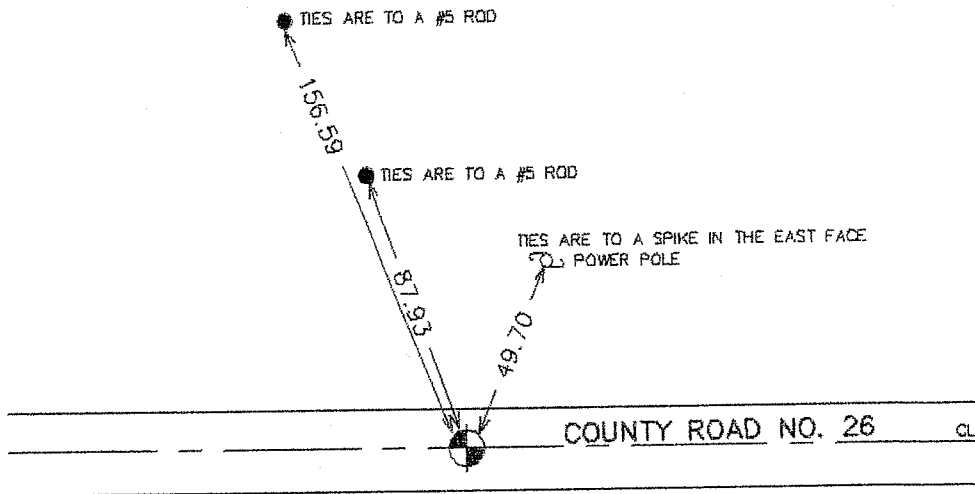 TIES ARE TO A #5 ROD
156.59
TIES ARE TO A #5 ROD
TIES ARE TO A SPIKE IN THE EAST FACE
POWER POLE
87.93
49.70
COUNTY ROAD NO. 26
CL